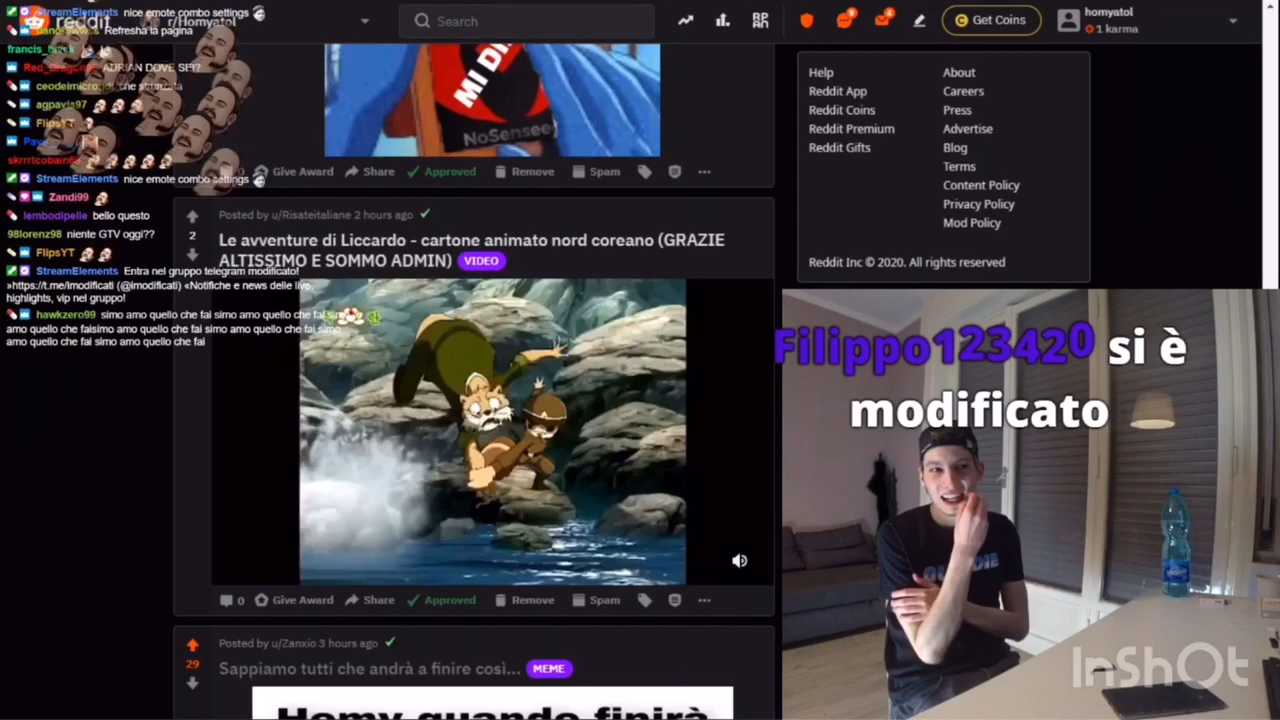 StreamElements nice emote combo settings
reddit
r/Homyatol
Search
Get Coins
homyatol
1 karma
Refresha la pagina
francis_
ADRIAN DOVE SEI?
che strunzata
agpayla97
FlipsYT
StreamElements nice emote combo settings
Zandi99
lembodipelle bello questo
98lorenz98 niente GTV oggi??
FlipsYT
StreamElements Entra nel gruppo telegram modificato!
»https://t.me/imodificati (@imodificati) «Notifiche e news delle live,
highlights, vip nel gruppo!
hawkzero99 simo amo quello che fai simo amo quello che fai
amo quello che faisimo amo quello che fai simo amo quello che fai simo
amo quello che fai simo amo quello che fai
NoSenseej
Give Award Share Approved Remove Spam
Posted by u/Risateitaliane 2 hours ago
2
Le avventure di Liccardo - cartone animato nord coreano (GRAZIE
ALTISSIMO E SOMMO ADMIN) VIDEO
0 Give Award Share Approved Remove Spam
Posted by u/Zanxio 3 hours ago
29
Sappiamo tutti che andrà a finire così... MEME
Homy quando finirà
Help About
Reddit App Careers
Reddit Coins Press
Reddit Premium Advertise
Reddit Gifts Blog
Terms
Content Policy
Privacy Policy
Mod Policy
Reddit Inc © 2020. All rights reserved
Filippo123420 si è
modificato
InShOt